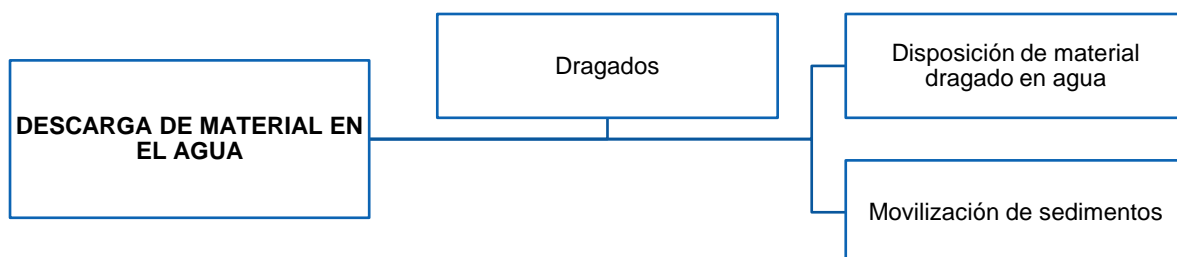 DESCARGA DE MATERIAL EN
EL AGUA
Dragados
Disposición de material
dragado en agua
Movilización de sedimentos